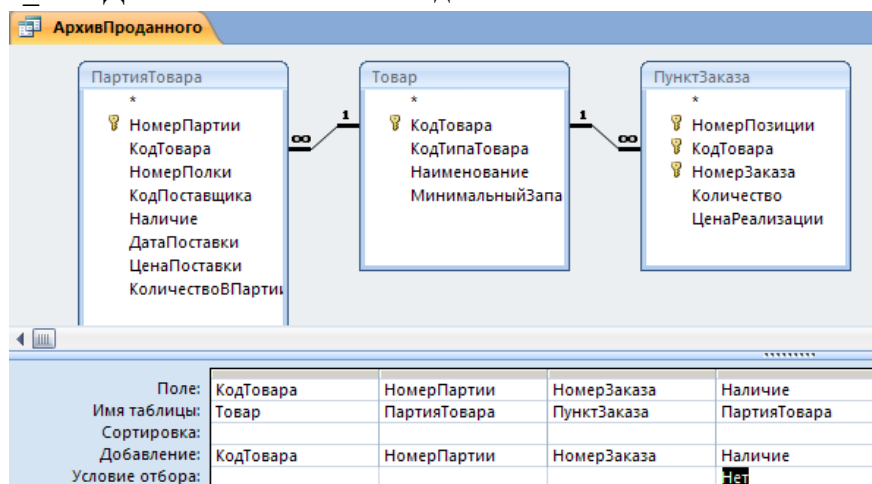 АрхивПроданного
ПартияТовара
*
НомерПартии
КодТовара
НомерПолки
КодПоставщика
Наличие
ДатаПоставки
ЦенаПоставки
КоличествоВПартии
1
∞
Товар
*
КодТовара
КодТипаТовара
Наименование
МинимальныйЗапа
1
∞
ПунктЗаказа
*
НомерПозиции
КодТовара
НомерЗаказа
Количество
ЦенаРеализации
Поле: КодТовара НомерПартии НомерЗаказа Наличие
Имя таблицы: Товар ПартияТовара ПунктЗаказа ПартияТовара
Сортировка:
Добавление: КодТовара НомерПартии НомерЗаказа Наличие
Условие отбора: Нет